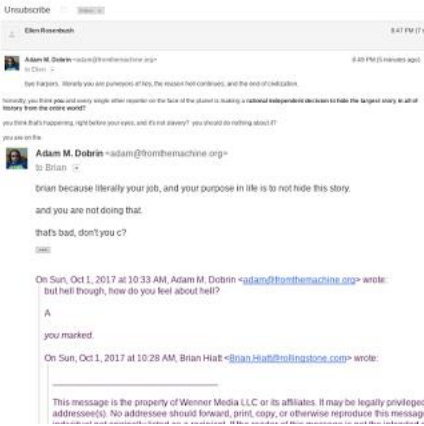 Unsubscribe
Ellen Rosenbush
8:47 PM (7
Adam M. Dobrin <adam@fromthemachine.org>
8:49 PM (5 minutes ago)
to Ellen
bye harpers. literally you are purveyors of key, the reason hell continues, and the end of civilization.
honestly, you think you and every single other reporter on the face of the planet is making a rational independent decision to hide the largest story in all of
history from the entire world?
you think that's happening, right before your eyes, and it's not slavery? you should do nothing about it?
you are on fire.
Adam M. Dobrin <adam@fromthemachine.org>
to Brian
brian because literally your job, and your purpose in life is to not hide this story.
and you are not doing that
that's bad, don't you c?
On Sun, Oct 1, 2017 at 10:33 AM, Adam M. Dobrin <adam@fromthemachine.org> wrote:
but hell though, how do you feel about hell?
A
you marked.
On Sun, Oct 1, 2017 at 10:28 AM, Brian Hiatt <Brian.Hiatt@rollingstone.com> wrote:
This message is the property of Wenner Media LLC or its affiliates. It may be legally privileged
addressee(s). No addressee should forward, print, copy, or otherwise reproduce this message